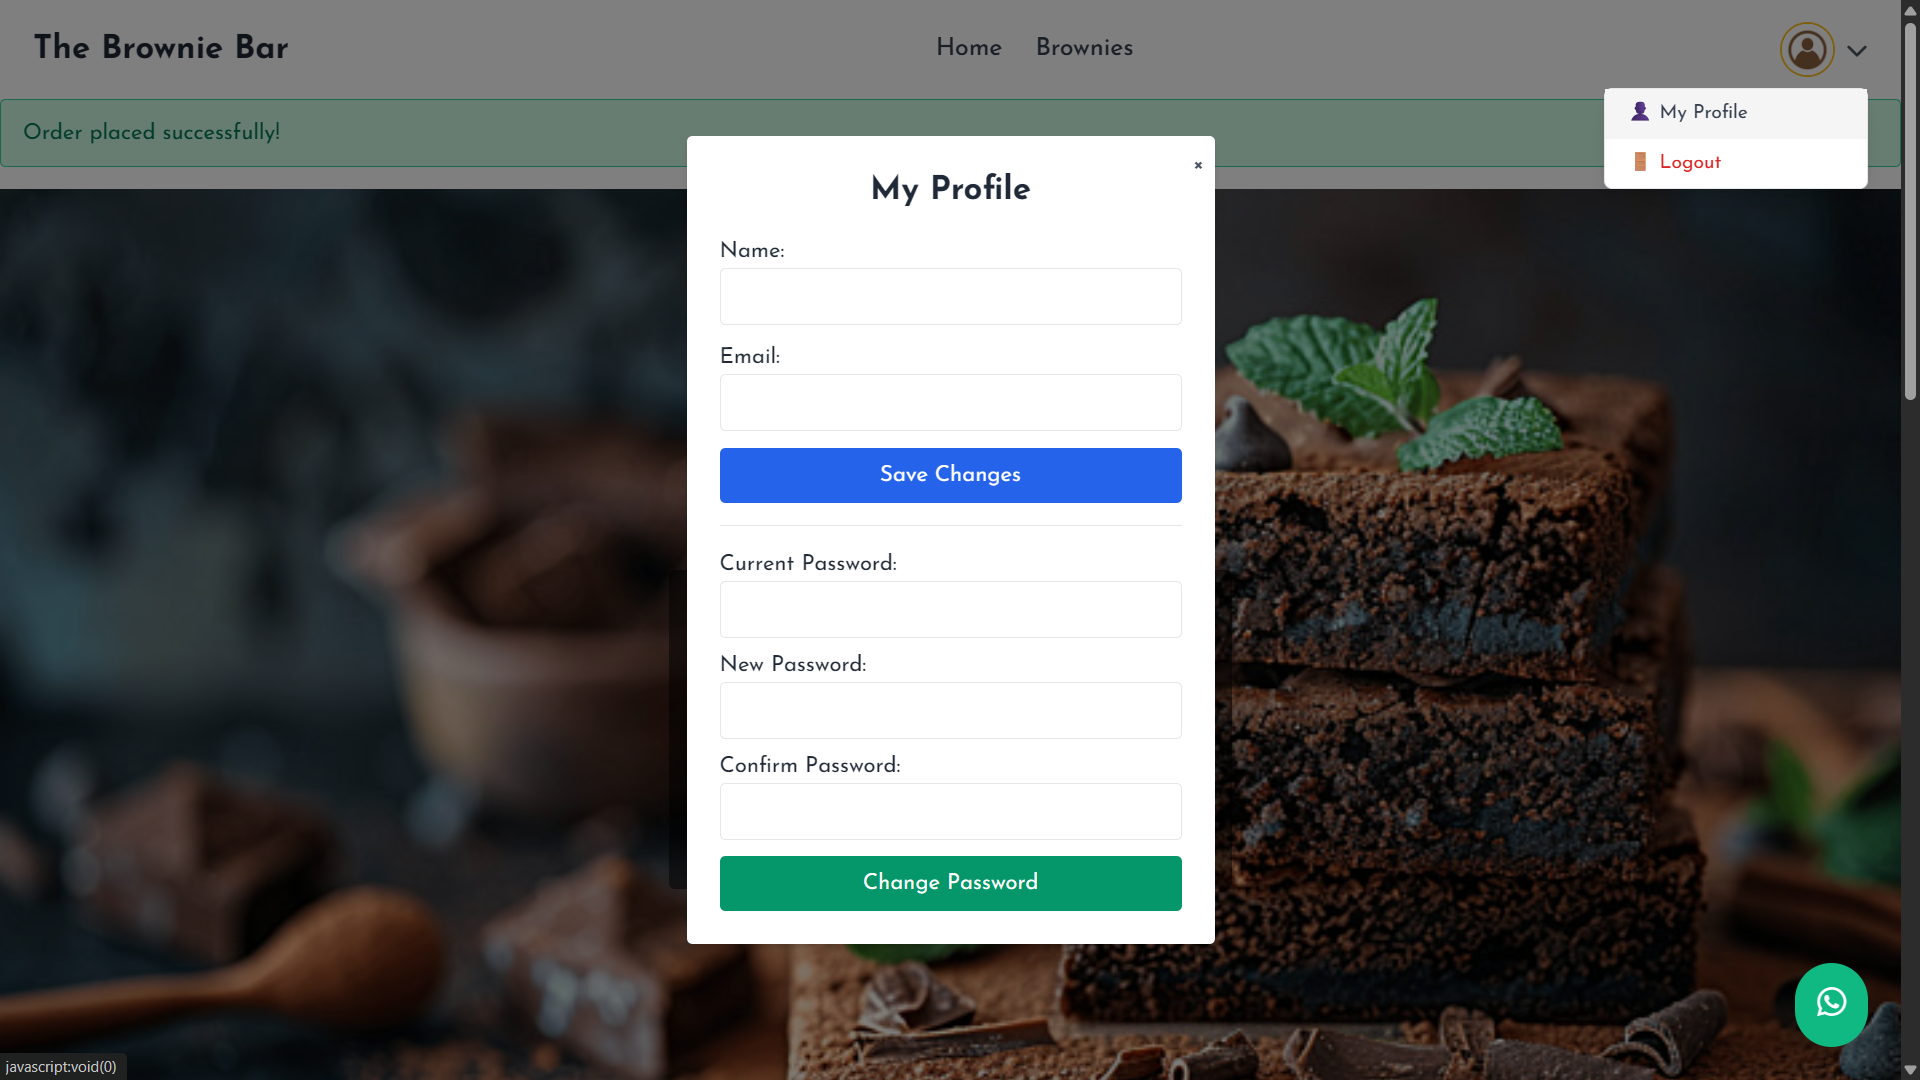 The Brownie Bar
Home
Brownies
My Profile
Logout
Order placed successfully!
×
My Profile
Name:
Email:
Save Changes
Current Password:
New Password:
Confirm Password:
Change Password
javascript:void(0)